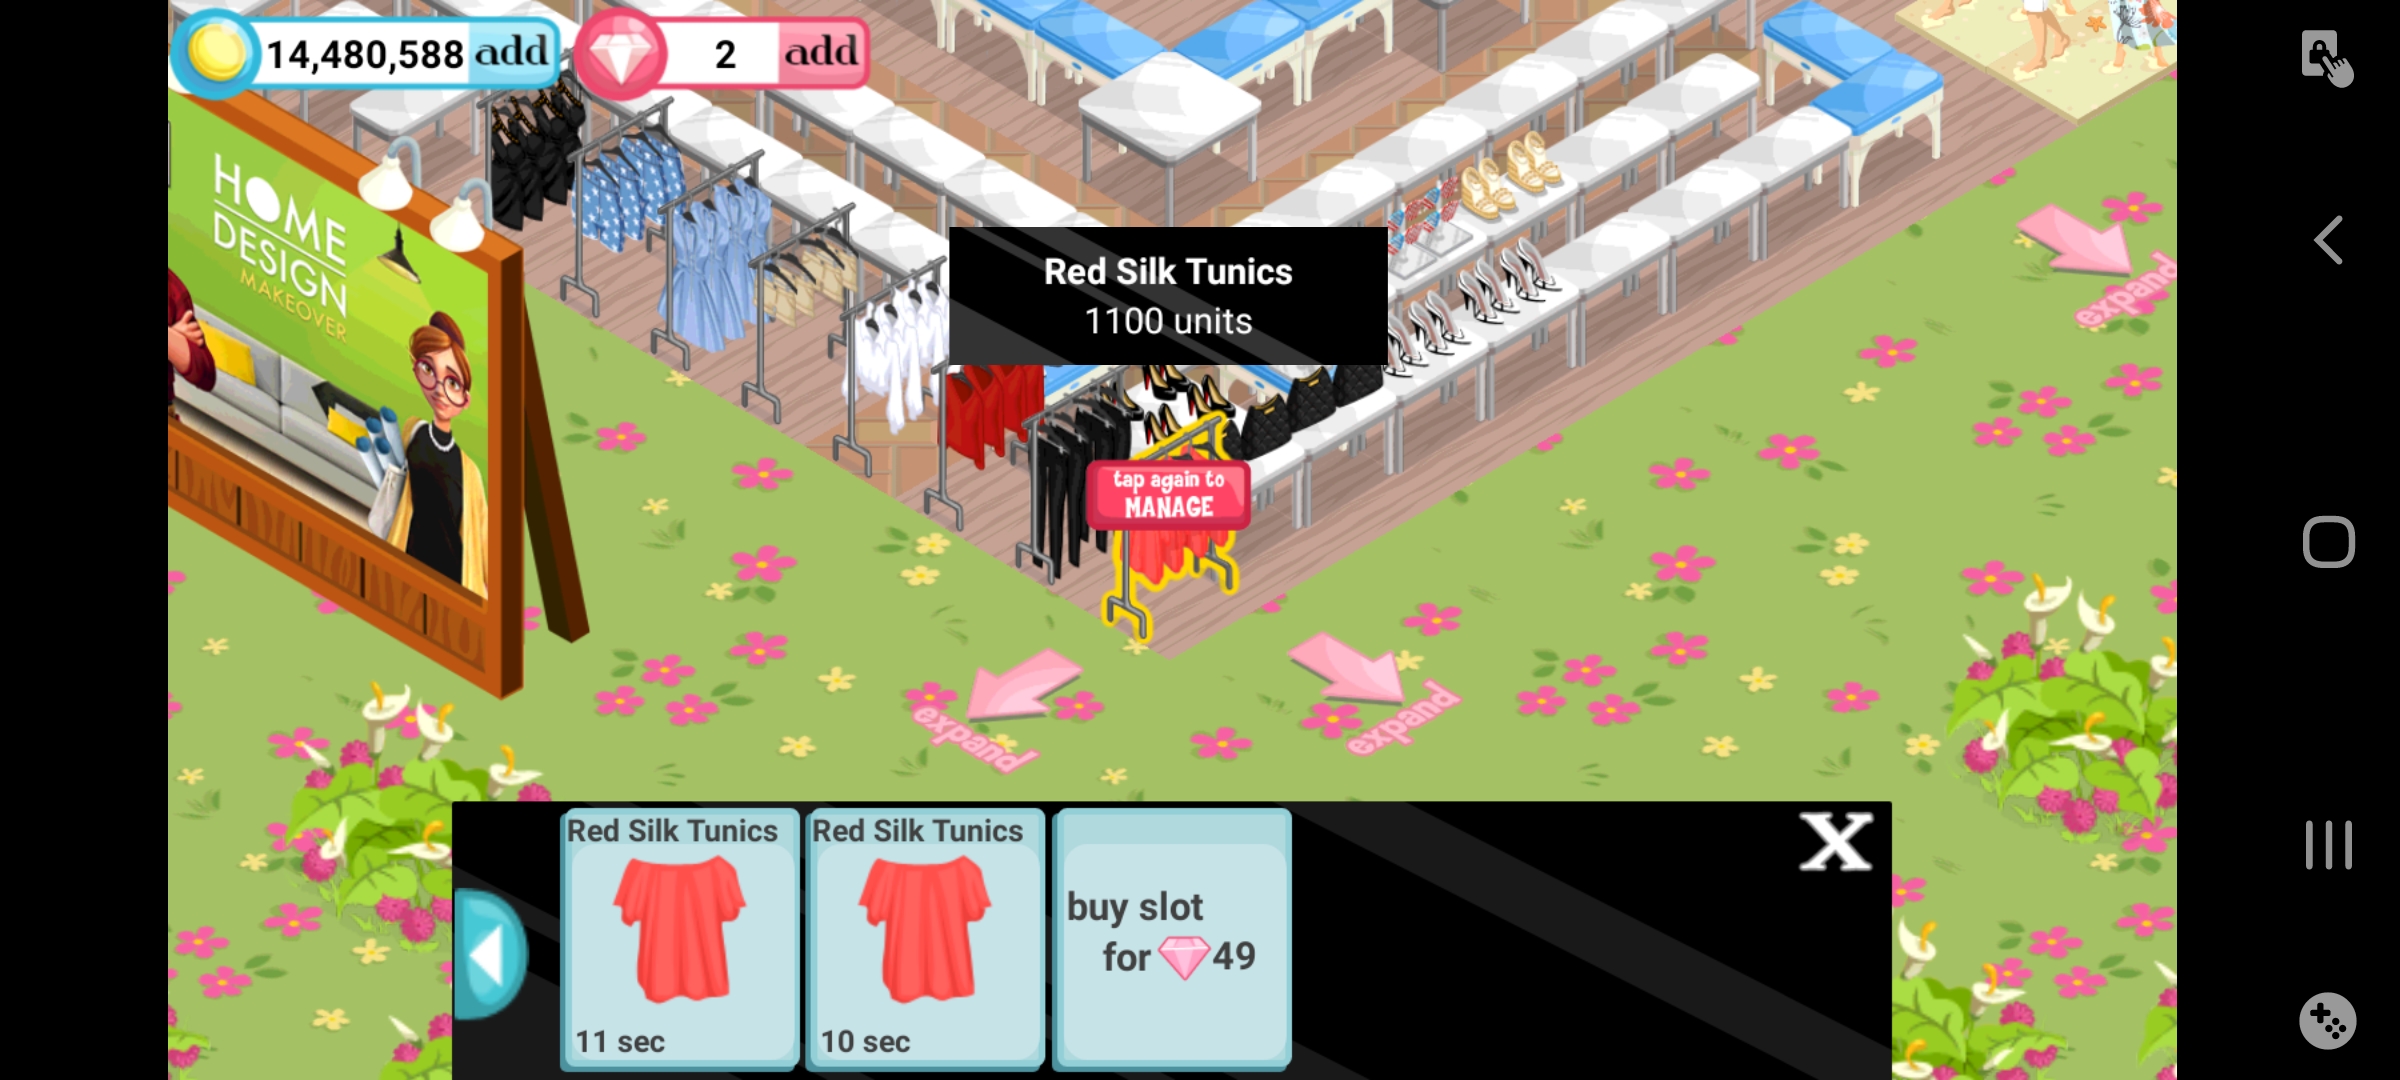 14,480,588 add
2 add
HOME
DESIGN
MAKEOVER
Red Silk Tunics
1100 units
tap again to
MANAGE
expand
expand
expand
Red Silk Tunics
11 sec
Red Silk Tunics
10 sec
buy slot
for 49
X